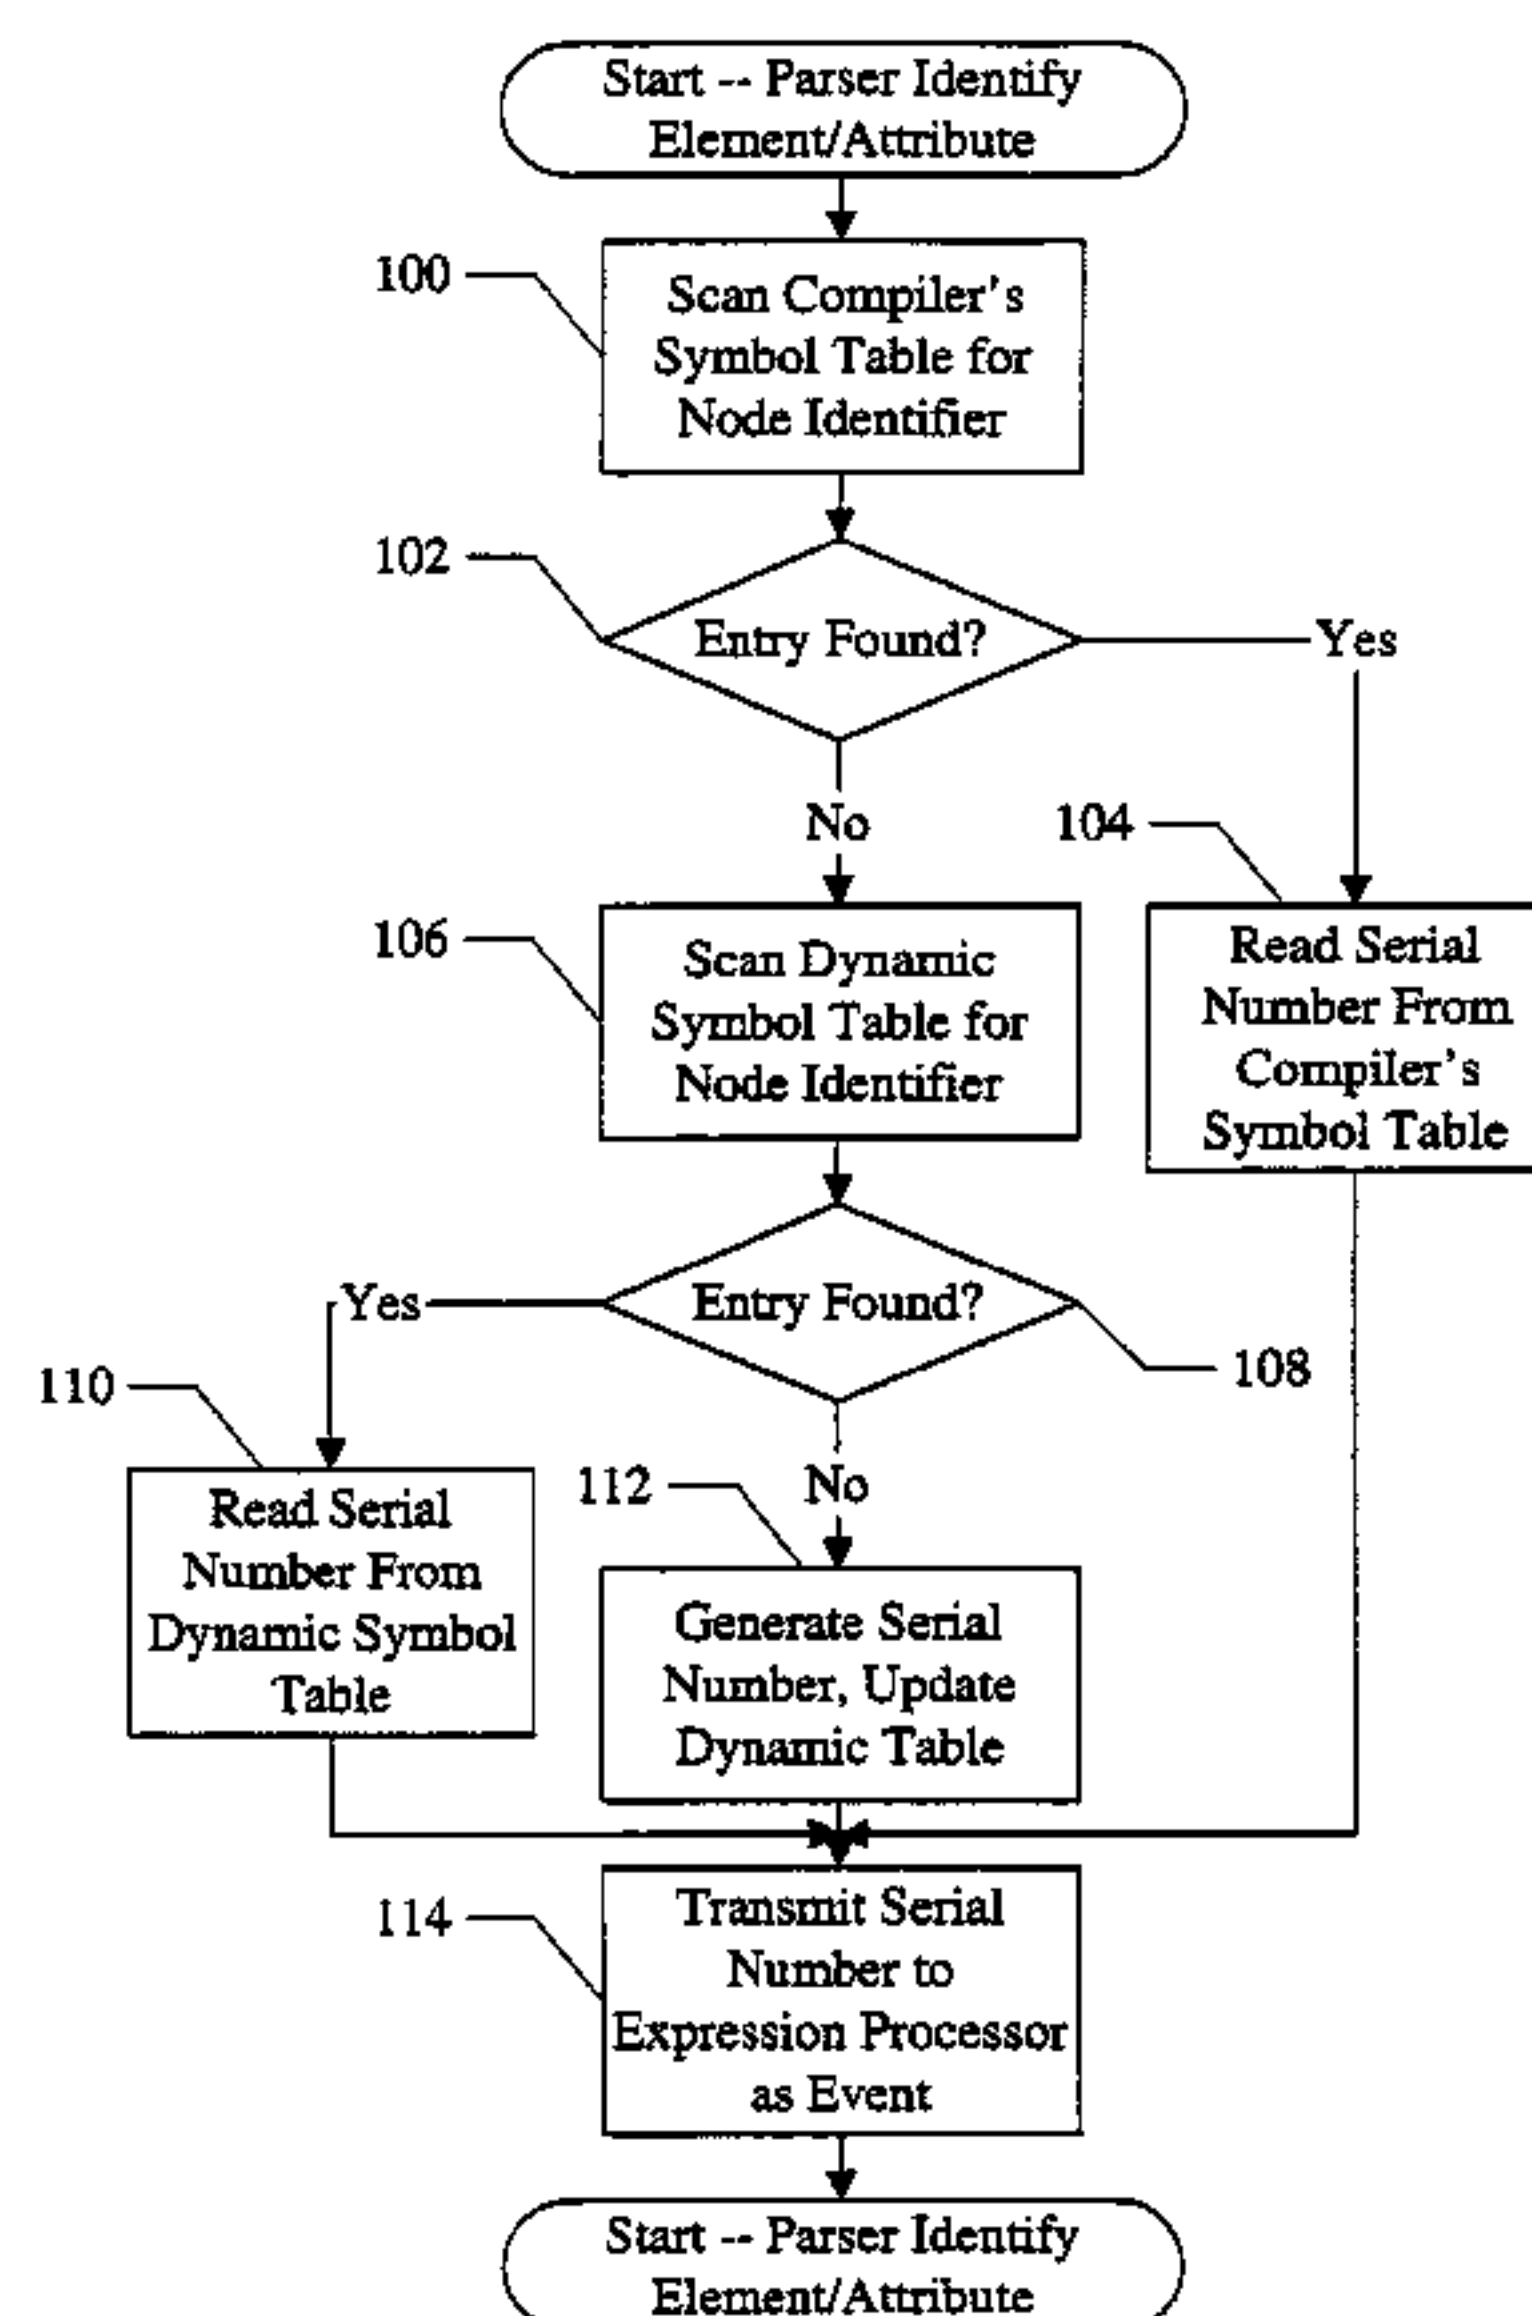 Start -- Parser Identify
Element/Attribute
100
Scan Compiler's
Symbol Table for
Node Identifier
102
Entry Found?
Yes
No
104
106
Scan Dynamic
Symbol Table for
Node Identifier
Read Serial
Number From
Compiler's
Symbol Table
Yes
Entry Found?
108
110
112
No
Read Serial
Number From
Dynamic Symbol
Table
Generate Serial
Number, Update
Dynamic Table
114
Transmit Serial
Number to
Expression Processor
as Event
Start -- Parser Identify
Element/Attribute